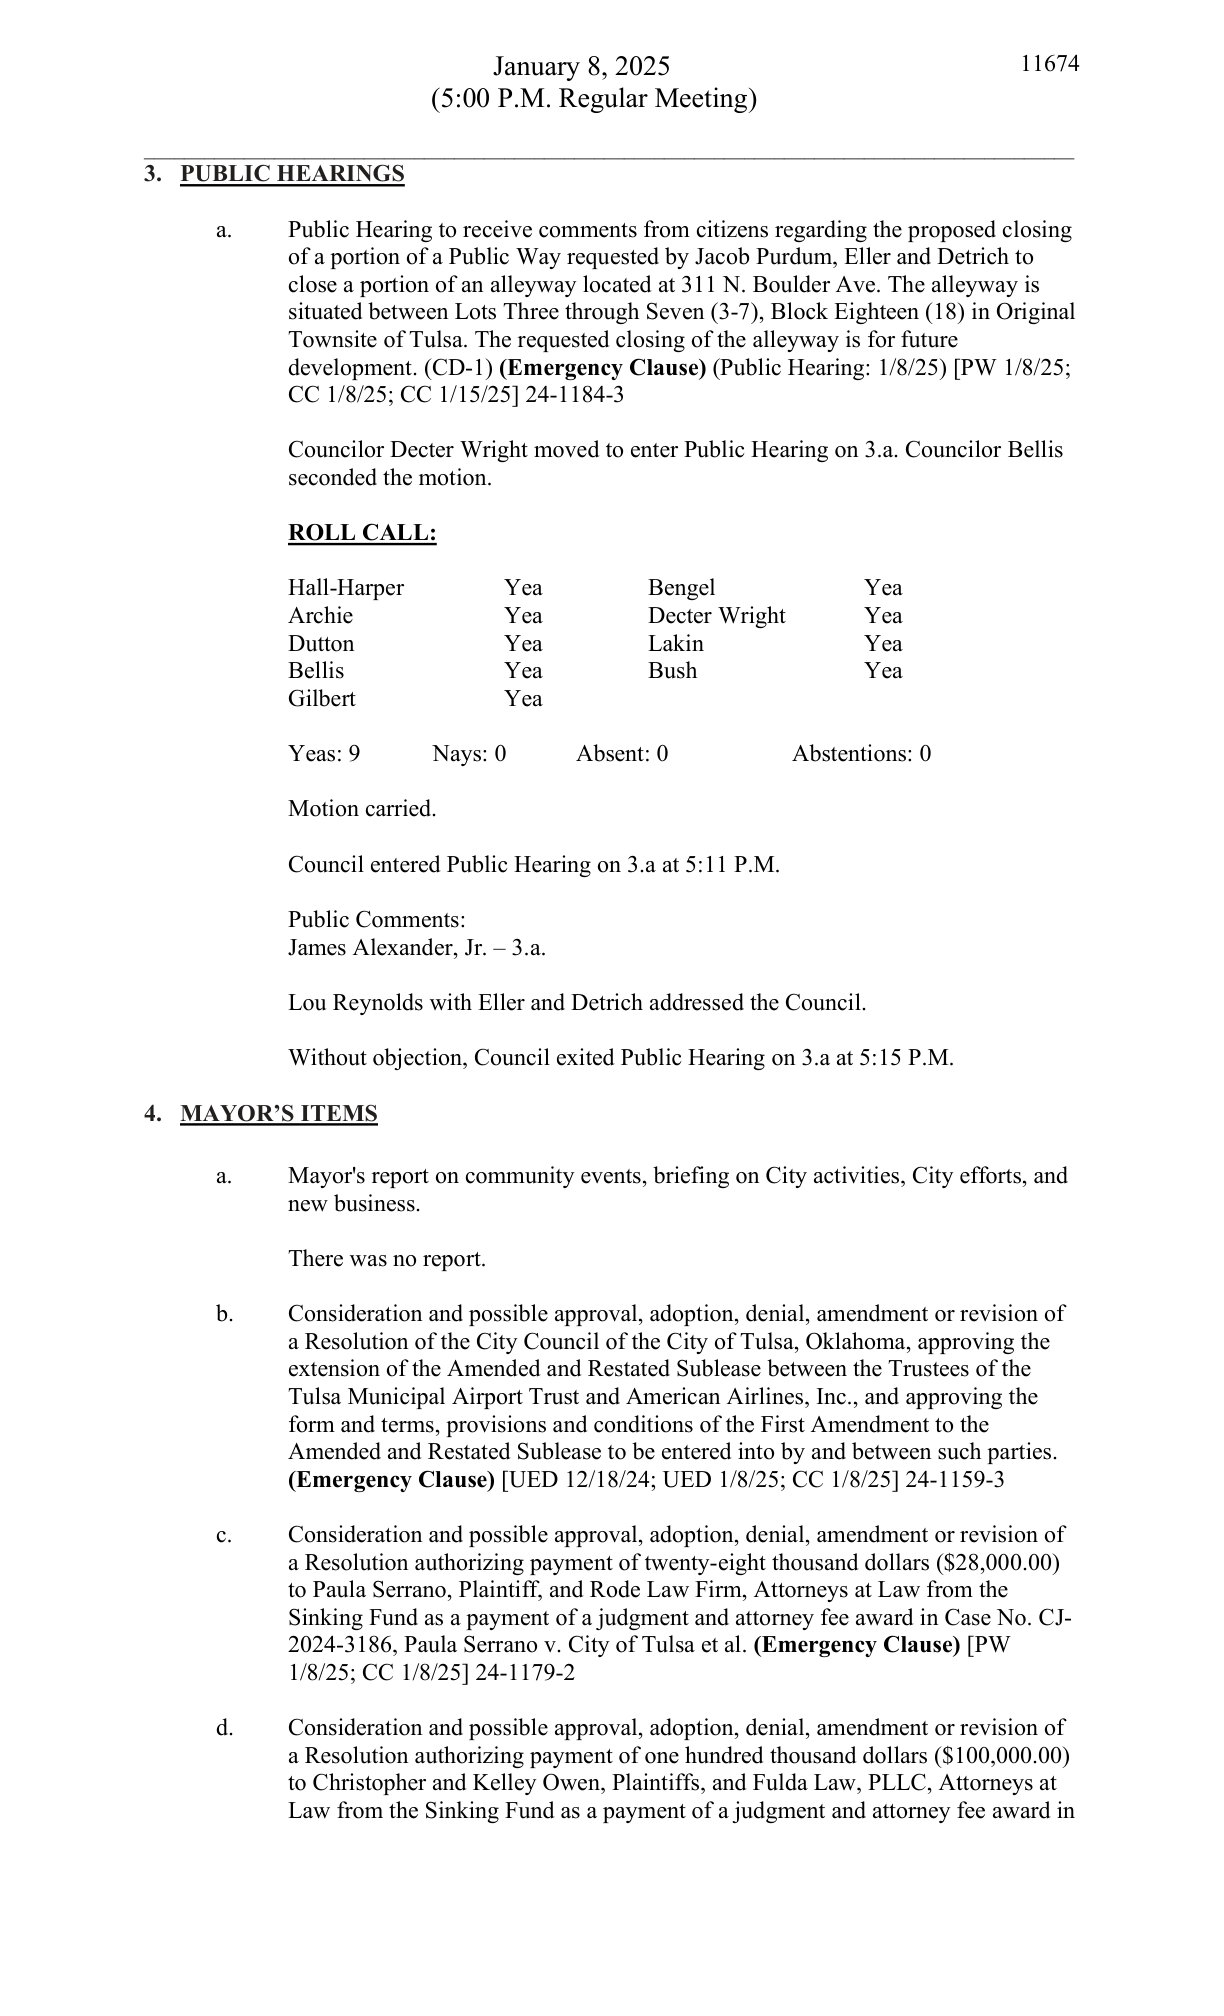 January 8, 2025
11674
(5:00 P.M. Regular Meeting)
3. PUBLIC HEARINGS
a. Public Hearing to receive comments from citizens regarding the proposed closing
of a portion of a Public Way requested by Jacob Purdum, Eller and Detrich to
close a portion of an alleyway located at 311 N. Boulder Ave. The alleyway is
situated between Lots Three through Seven (3-7), Block Eighteen (18) in Original
Townsite of Tulsa. The requested closing of the alleyway is for future
development. (CD-1) (Emergency Clause) (Public Hearing: 1/8/25) [PW 1/8/25;
CC 1/8/25; CC 1/15/25] 24-1184-3
Councilor Decter Wright moved to enter Public Hearing on 3.a. Councilor Bellis
seconded the motion.
ROLL CALL:
Hall-Harper Yea Bengel Yea
Archie Yea Decter Wright Yea
Dutton Yea Lakin Yea
Bellis Yea Bush Yea
Gilbert Yea
Yeas: 9 Nays: 0 Absent: 0 Abstentions: 0
Motion carried.
Council entered Public Hearing on 3.a at 5:11 P.M.
Public Comments:
James Alexander, Jr. – 3.a.
Lou Reynolds with Eller and Detrich addressed the Council.
Without objection, Council exited Public Hearing on 3.a at 5:15 P.M.
4. MAYOR’S ITEMS
a. Mayor's report on community events, briefing on City activities, City efforts, and
new business.
There was no report.
b. Consideration and possible approval, adoption, denial, amendment or revision of
a Resolution of the City Council of the City of Tulsa, Oklahoma, approving the
extension of the Amended and Restated Sublease between the Trustees of the
Tulsa Municipal Airport Trust and American Airlines, Inc., and approving the
form and terms, provisions and conditions of the First Amendment to the
Amended and Restated Sublease to be entered into by and between such parties.
(Emergency Clause) [UED 12/18/24; UED 1/8/25; CC 1/8/25] 24-1159-3
c. Consideration and possible approval, adoption, denial, amendment or revision of
a Resolution authorizing payment of twenty-eight thousand dollars ($28,000.00)
to Paula Serrano, Plaintiff, and Rode Law Firm, Attorneys at Law from the
Sinking Fund as a payment of a judgment and attorney fee award in Case No. CJ-
2024-3186, Paula Serrano v. City of Tulsa et al. (Emergency Clause) [PW
1/8/25; CC 1/8/25] 24-1179-2
d. Consideration and possible approval, adoption, denial, amendment or revision of
a Resolution authorizing payment of one hundred thousand dollars ($100,000.00)
to Christopher and Kelley Owen, Plaintiffs, and Fulda Law, PLLC, Attorneys at
Law from the Sinking Fund as a payment of a judgment and attorney fee award in